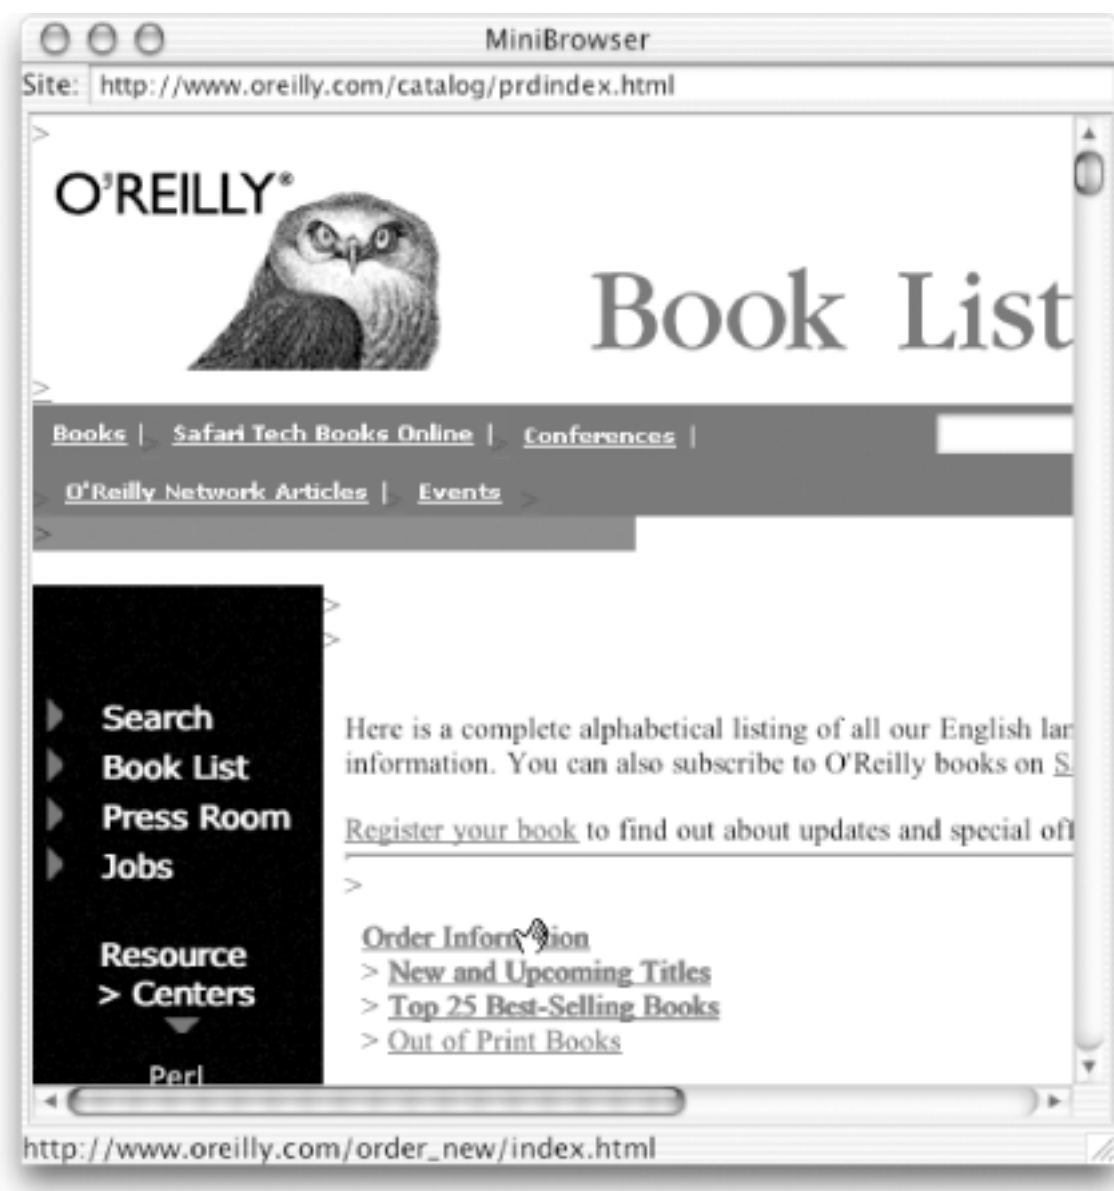 MiniBrowser
Site: http://www.oreilly.com/catalog/prdindex.html
>
O'REILLY®
Book List
>
Books | > Safari Tech Books Online | > Conferences |
> O'Reilly Network Articles | > Events >
>
>
>
Search
Book List
Press Room
Jobs
Resource
> Centers
Perl
Here is a complete alphabetical listing of all our English lan
information. You can also subscribe to O'Reilly books on S
Register your book to find out about updates and special off
>
Order Information
> New and Upcoming Titles
> Top 25 Best-Selling Books
> Out of Print Books
http://www.oreilly.com/order_new/index.html